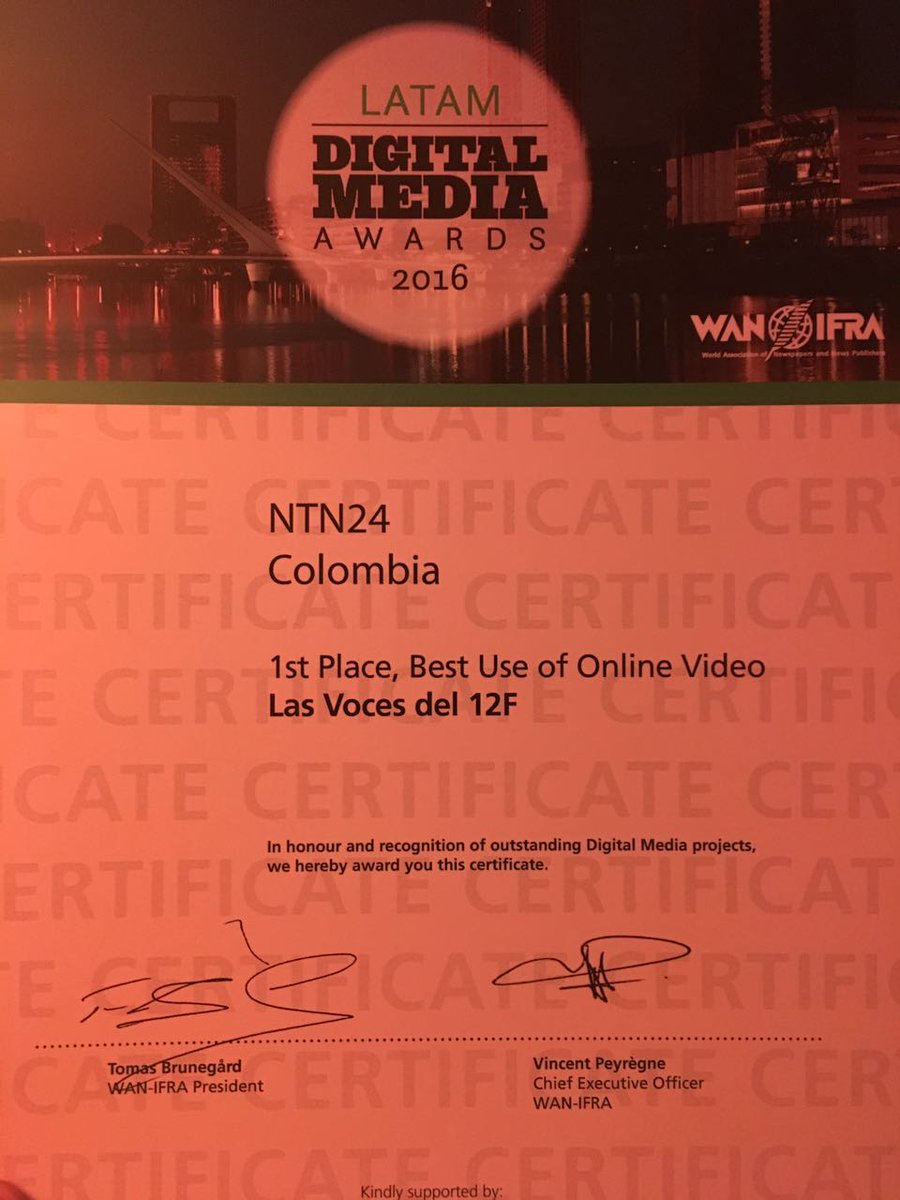 LATAM
DIGITAL
MEDIA
AWARDS
2016
WAN IFRA
World Association of Newspapers and News Publishers
CERTIFICATE
NTN24
Colombia
1st Place, Best Use of Online Video
Las Voces del 12F
In honour and recognition of outstanding Digital Media projects,
we hereby award you this certificate.
Tomas Brunegård
WAN-IFRA President
Vincent Peyrègne
Chief Executive Officer
WAN-IFRA
Kindly supported by: